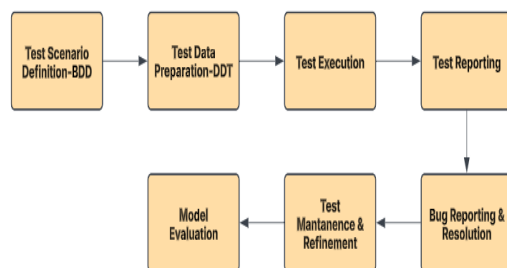 Test Scenario
Definition-BDD
Test Data
Preparation-DDT
Test Execution
Test Reporting
Model
Evaluation
Test
Mantanence &
Refinement
Bug Reporting &
Resolution